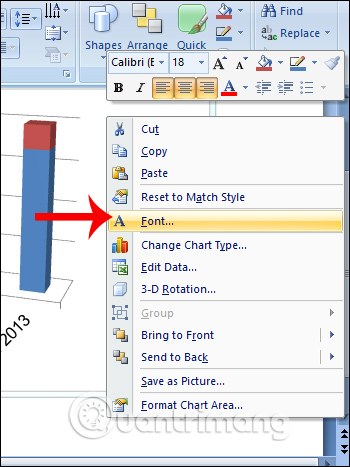 Find
Replace
Shapes Arrange Quick
Calibri (E 18 A A
B I A
Cut
Copy
Paste
Reset to Match Style
A Font...
Change Chart Type...
Edit Data...
3-D Rotation...
Group
Bring to Front
Send to Back
Save as Picture...
Format Chart Area...
2013
Quantrimang